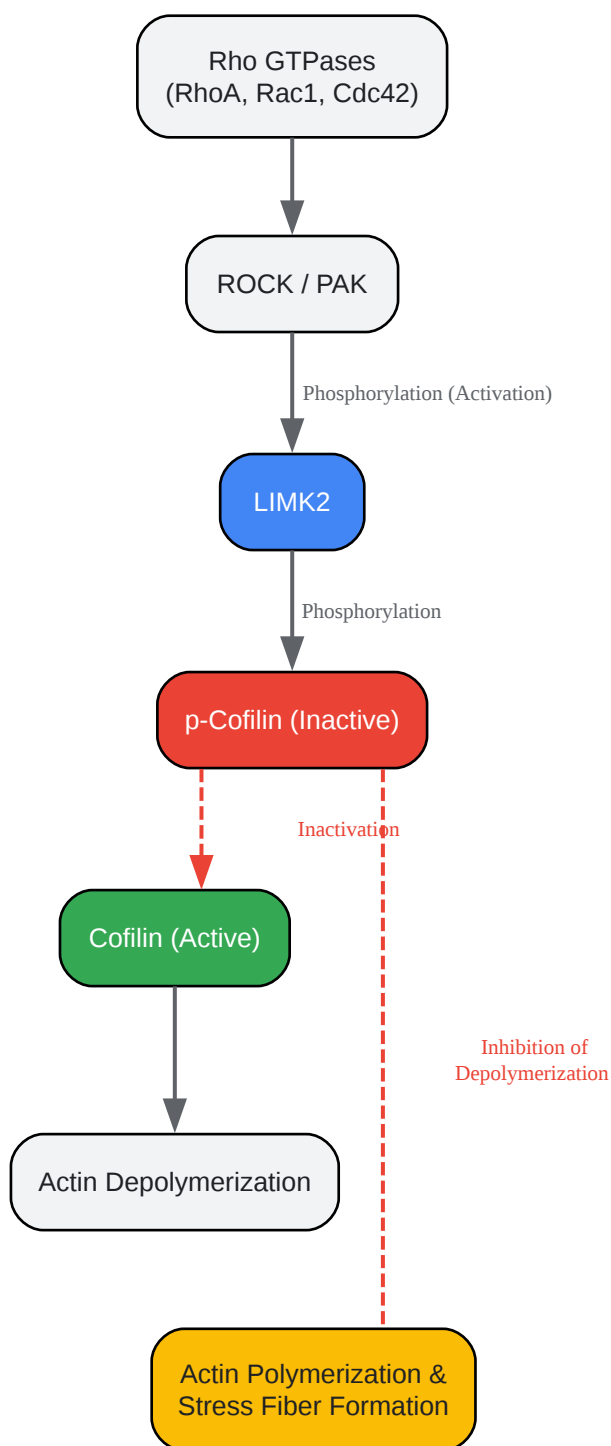 Rho GTPases
(RhoA, Rac1, Cdc42)
ROCK / PAK
Phosphorylation (Activation)
LIMK2
Phosphorylation
p-Cofilin (Inactive)
Inactivation
Cofilin (Active)
Inhibition of
Depolymerization
Actin Depolymerization
Actin Polymerization &
Stress Fiber Formation